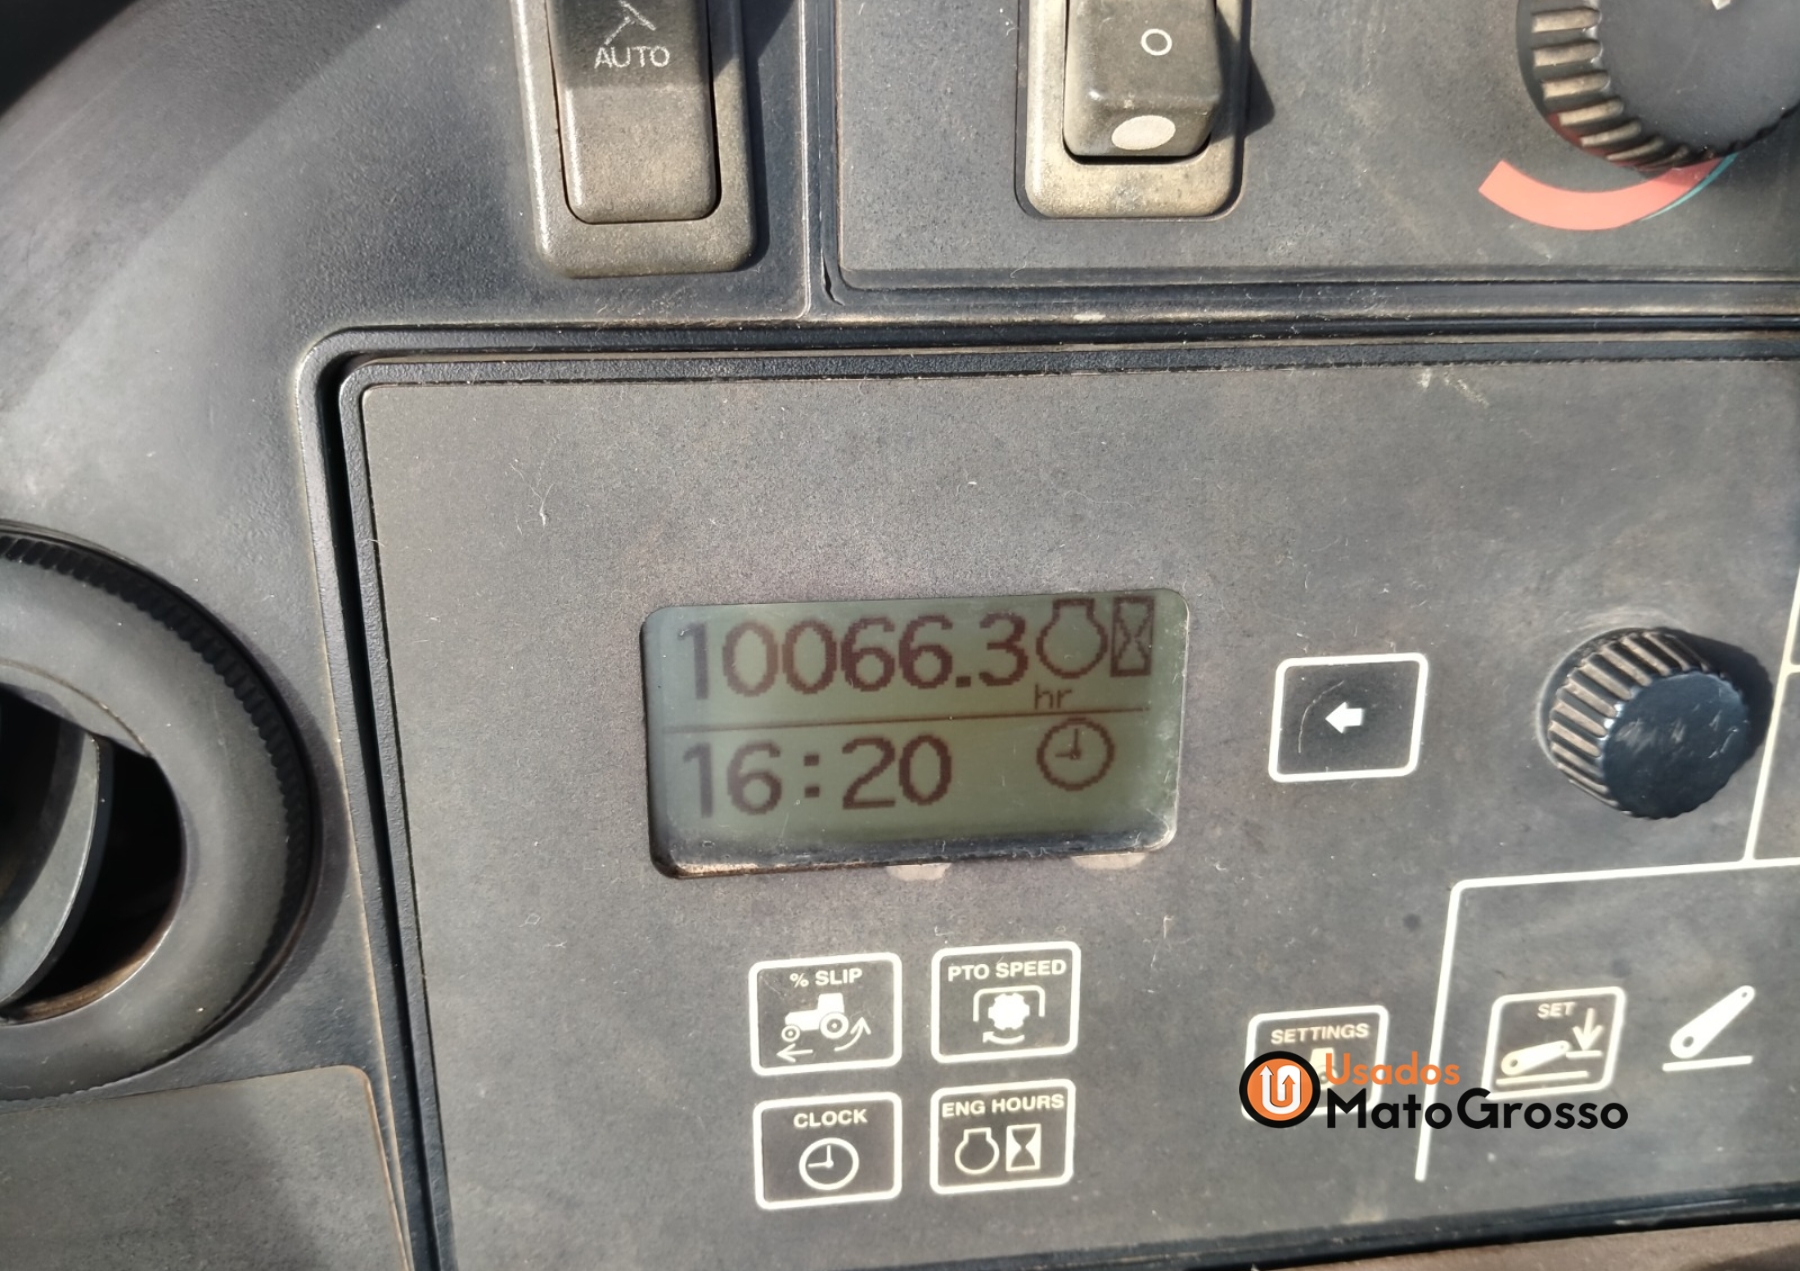 AUTO
10066.3
hr
16:20
% SLIP
PTO SPEED
SETTINGS
SET
CLOCK
ENG HOURS
Usados
MatoGrosso